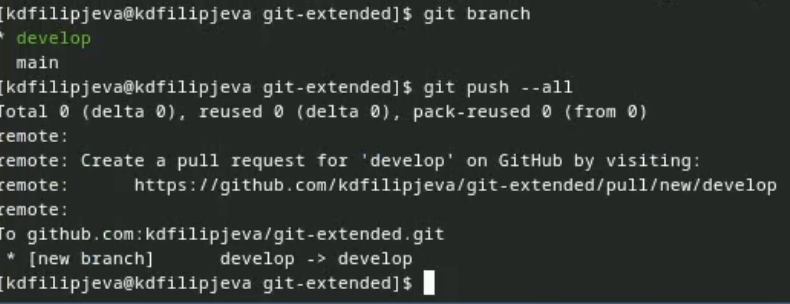 [kdfilipjeva@kdfilipjeva git-extended]$ git branch
* develop
  main
[kdfilipjeva@kdfilipjeva git-extended]$ git push --all
Total 0 (delta 0), reused 0 (delta 0), pack-reused 0 (from 0)
remote:
remote: Create a pull request for 'develop' on GitHub by visiting:
remote:      https://github.com/kdfilipjeva/git-extended/pull/new/develop
remote:
To github.com:kdfilipjeva/git-extended.git
 * [new branch]      develop -> develop
[kdfilipjeva@kdfilipjeva git-extended]$